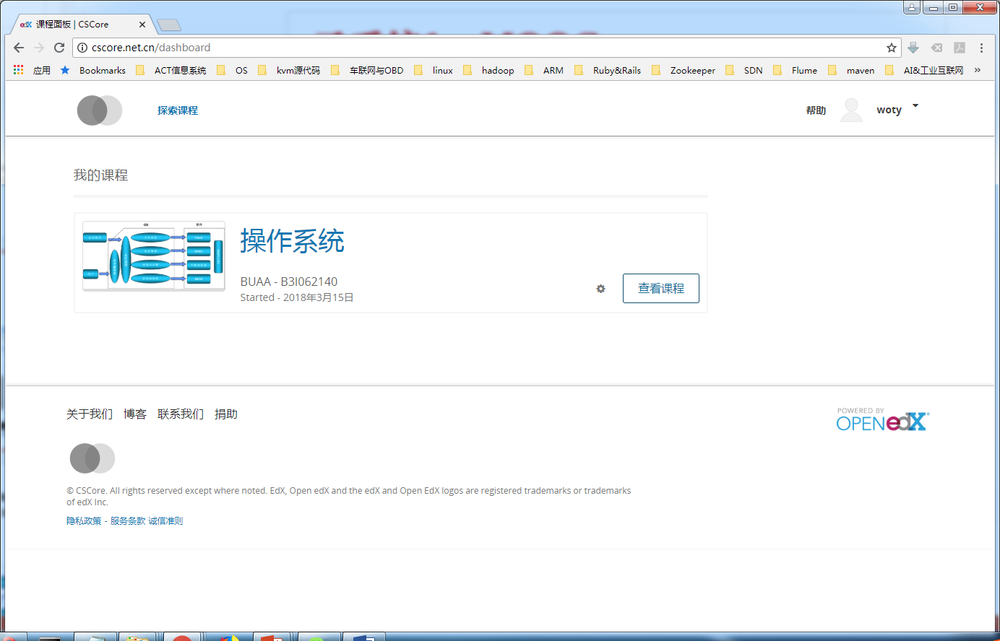 课程面板 | CSCore
cscore.net.cn/dashboard
应用 Bookmarks ACT信息系统 OS kvm源代码 车联网与OBD linux hadoop ARM Ruby&Rails Zookeeper SDN Flume maven AI&工业互联网 »
探索课程 帮助 woty
我的课程
OS
操作系统
BUAA - B3I062140
Started - 2018年3月15日
查看课程
关于我们 博客 联系我们 捐助
POWERED BY
OPEN edX
© CSCore. All rights reserved except where noted. EdX, Open edX and the edX and Open EdX logos are registered trademarks or trademarks
of edX Inc.
隐私政策 - 服务条款 诚信准则